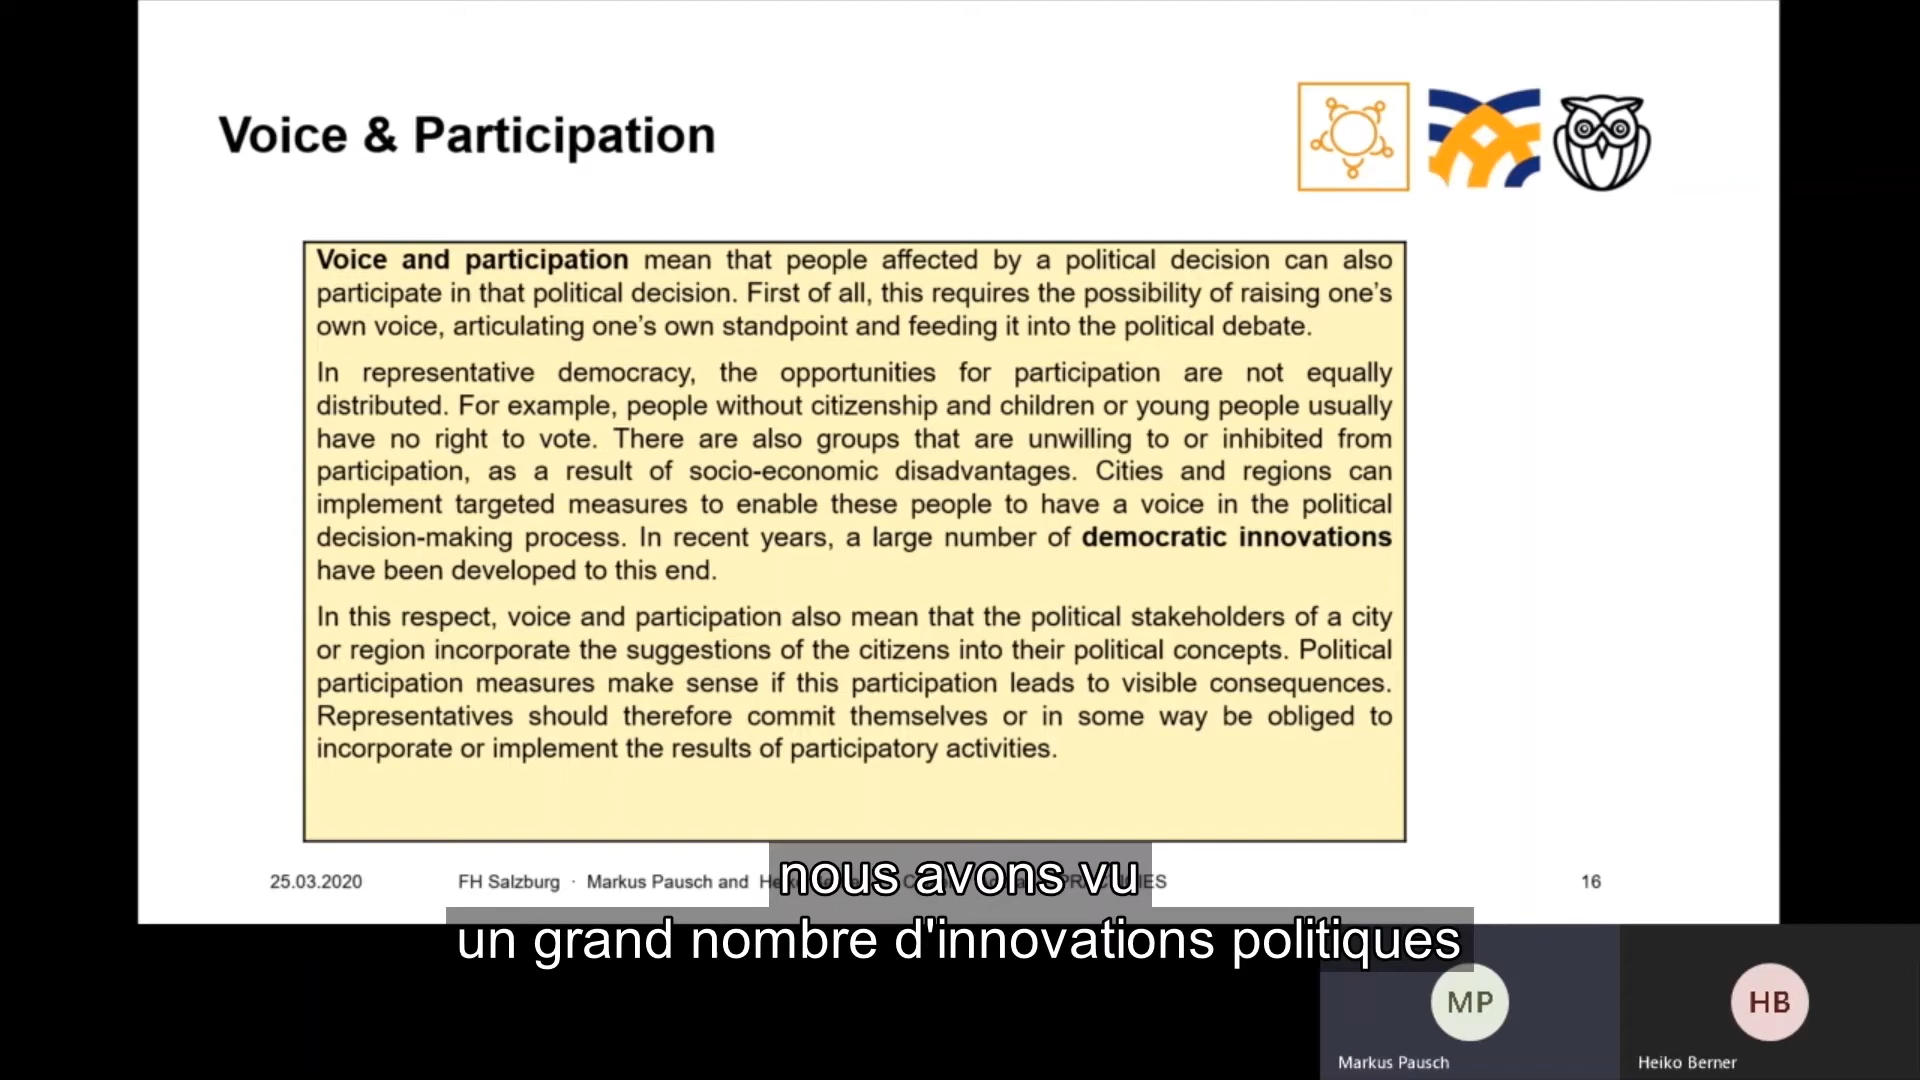 Voice & Participation
Voice and participation mean that people affected by a political decision can also
participate in that political decision. First of all, this requires the possibility of raising one’s
own voice, articulating one’s own standpoint and feeding it into the political debate.
In representative democracy, the opportunities for participation are not equally
distributed. For example, people without citizenship and children or young people usually
have no right to vote. There are also groups that are unwilling to or inhibited from
participation, as a result of socio-economic disadvantages. Cities and regions can
implement targeted measures to enable these people to have a voice in the political
decision-making process. In recent years, a large number of democratic innovations
have been developed to this end.
In this respect, voice and participation also mean that the political stakeholders of a city
or region incorporate the suggestions of the citizens into their political concepts. Political
participation measures make sense if this participation leads to visible consequences.
Representatives should therefore commit themselves or in some way be obliged to
incorporate or implement the results of participatory activities.
25.03.2020
FH Salzburg · Markus Pausch and
16
nous avons vu
un grand nombre d'innovations politiques
MP
HB
Markus Pausch
Heiko Berner